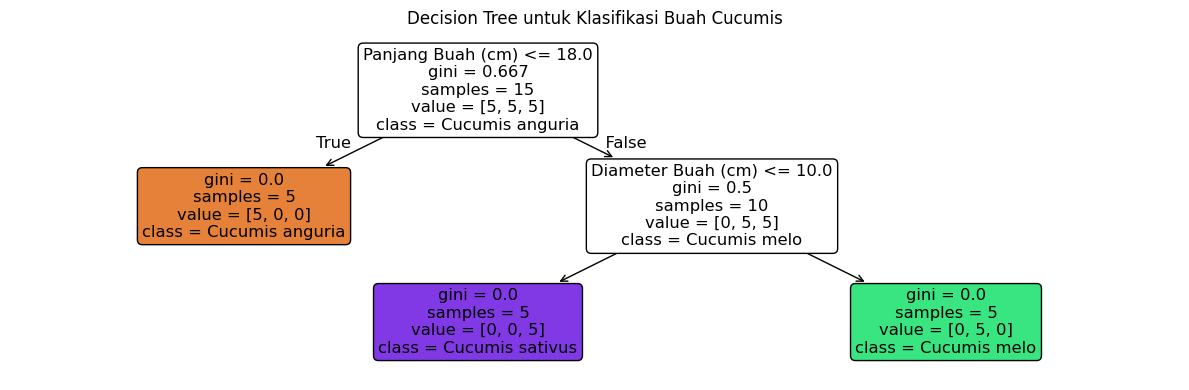 Decision Tree untuk Klasifikasi Buah Cucumis
Panjang Buah (cm) <= 18.0
gini = 0.667
samples = 15
value = [5, 5, 5]
class = Cucumis anguria
True
False
gini = 0.0
samples = 5
value = [5, 0, 0]
class = Cucumis anguria
Diameter Buah (cm) <= 10.0
gini = 0.5
samples = 10
value = [0, 5, 5]
class = Cucumis melo
gini = 0.0
samples = 5
value = [0, 0, 5]
class = Cucumis sativus
gini = 0.0
samples = 5
value = [0, 5, 0]
class = Cucumis melo